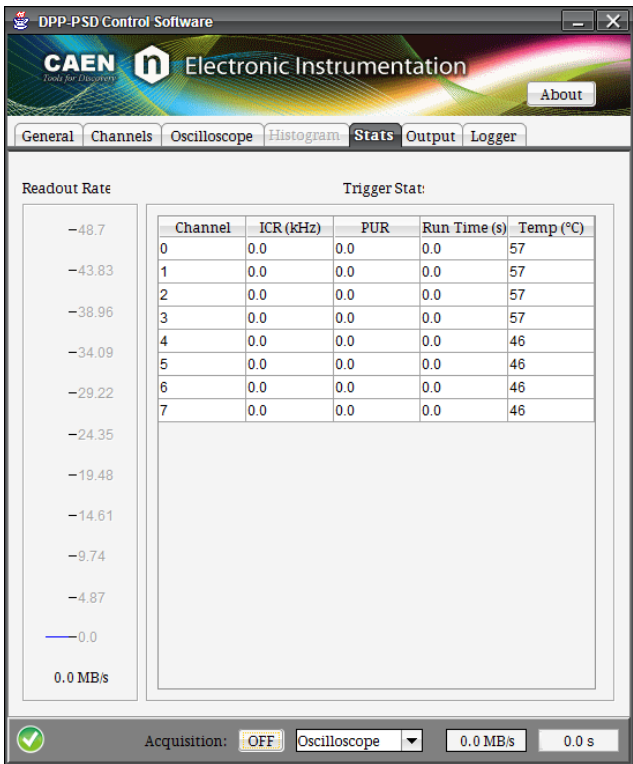 DPP-PSD Control Software
CAEN n Electronic Instrumentation
Tools for Discovery
About
General Channels Oscilloscope Histogram Stats Output Logger
Readout Rate
Trigger Stat:
48.7
43.83
38.96
34.09
29.22
24.35
19.48
14.61
9.74
4.87
0.0
0.0 MB/s
Channel ICR (kHz) PUR Run Time (s) Temp (°C)
0 0.0 0.0 0.0 57
1 0.0 0.0 0.0 57
2 0.0 0.0 0.0 57
3 0.0 0.0 0.0 57
4 0.0 0.0 0.0 46
5 0.0 0.0 0.0 46
6 0.0 0.0 0.0 46
7 0.0 0.0 0.0 46
Acquisition: OFF Oscilloscope 0.0 MB/s 0.0 s